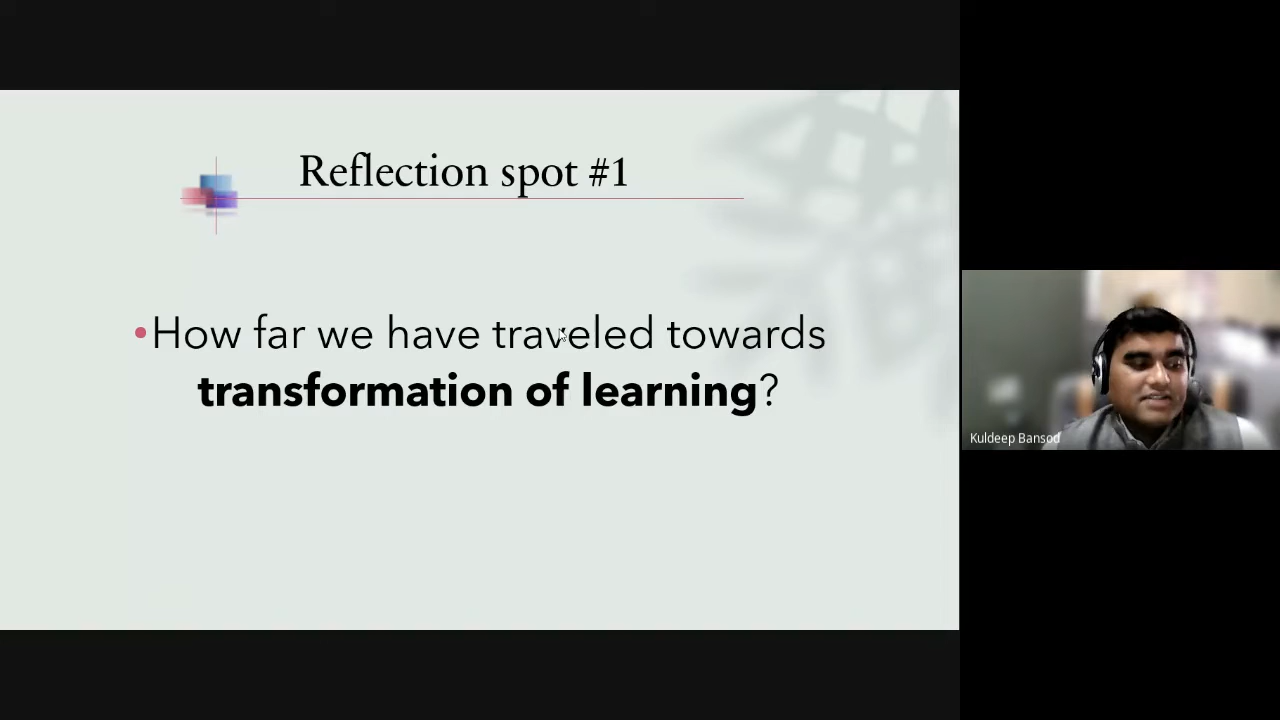 Reflection spot #1
•How far we have traveled towards
transformation of learning?
Kuldeep Bansod